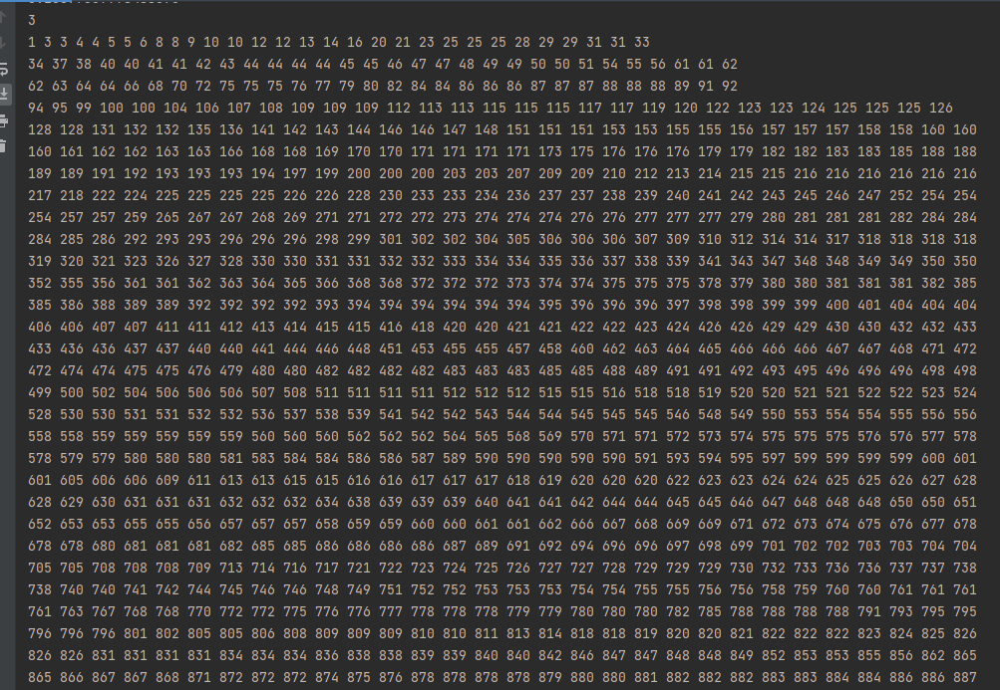 3
1 3 3 4 4 5 5 6 8 8 9 10 10 12 12 13 14 16 20 21 23 25 25 25 28 29 29 31 31 33
34 37 38 40 40 41 41 42 43 44 44 44 44 45 45 46 47 47 48 49 49 50 50 51 54 55 56 61 61 62
62 63 64 64 66 68 70 72 75 75 75 76 77 79 80 82 84 84 86 86 86 87 87 87 88 88 88 89 91 92
94 95 99 100 100 104 106 107 108 109 109 109 112 113 113 115 115 115 117 117 119 120 122 123 123 124 125 125 125 126
128 128 131 132 132 135 136 141 142 143 144 146 146 147 148 151 151 151 153 153 155 155 156 157 157 157 158 158 160 160
160 161 162 162 163 163 166 168 168 169 170 170 171 171 171 171 173 175 176 176 176 179 179 182 182 183 183 185 188 188
189 189 191 192 193 193 193 194 197 199 200 200 200 203 203 207 209 209 210 212 213 214 215 215 216 216 216 216 216 216
217 218 222 224 225 225 225 225 226 226 228 230 233 233 234 236 237 237 238 239 240 241 242 243 245 246 247 252 254 254
254 257 257 259 265 267 267 268 269 271 271 272 272 273 274 274 274 276 276 277 277 277 279 280 281 281 281 282 284 284
284 285 286 292 293 293 296 296 296 298 299 301 302 302 304 305 306 306 306 307 309 310 312 314 314 317 318 318 318 318
319 320 321 323 326 327 328 330 330 331 331 332 332 333 334 334 335 336 337 338 339 341 343 347 348 348 349 349 350 350
352 355 356 361 361 362 363 364 365 366 368 368 372 372 372 373 374 374 375 375 375 378 379 380 380 381 381 381 382 385
385 386 388 389 389 392 392 392 392 393 394 394 394 394 394 394 395 396 396 396 397 398 398 399 399 400 401 404 404 404
406 406 407 407 411 411 412 413 414 415 415 416 418 420 420 421 421 422 422 423 424 426 426 429 429 430 430 432 432 433
433 436 436 437 437 440 440 441 444 446 448 451 453 455 455 457 458 460 462 463 464 465 466 466 466 467 467 468 471 472
472 474 474 475 475 476 479 480 480 482 482 482 482 483 483 483 485 485 488 489 491 491 492 493 495 496 496 496 498 498
499 500 502 504 506 506 506 507 508 511 511 511 511 512 512 512 515 515 516 518 518 519 520 520 521 521 522 522 523 524
528 530 530 531 531 532 532 536 537 538 539 541 542 542 543 544 544 545 545 545 546 548 549 550 553 554 554 555 556 556
558 558 559 559 559 559 559 560 560 560 562 562 562 564 565 568 569 570 571 571 572 573 574 575 575 575 576 576 577 578
578 579 579 580 580 580 581 583 584 584 586 586 587 589 590 590 590 590 590 591 593 594 595 597 599 599 599 599 600 601
601 605 606 606 609 611 613 613 615 615 616 616 617 617 617 618 619 620 620 620 622 623 623 624 624 625 625 626 627 628
628 629 630 631 631 631 632 632 632 634 638 639 639 639 640 641 641 642 644 644 645 645 646 647 648 648 648 650 650 651
652 653 653 655 655 656 657 657 657 658 659 659 660 660 661 661 662 666 667 668 669 669 671 672 673 674 675 676 677 678
678 678 680 681 681 681 682 685 685 686 686 686 686 687 689 691 692 694 696 696 697 698 699 701 702 702 703 703 704 704
705 705 708 708 708 709 713 714 716 717 721 722 723 724 725 726 727 727 728 729 729 729 730 732 733 736 736 737 737 738
738 740 740 741 742 744 745 746 746 748 749 751 752 752 753 753 753 754 754 755 755 756 756 758 759 760 760 761 761 761
761 763 767 768 768 770 772 772 775 776 776 777 778 778 778 779 779 780 780 780 782 785 788 788 788 788 791 793 795 795
796 796 796 801 802 805 805 806 808 809 809 809 810 810 811 813 814 818 818 819 820 820 821 822 822 822 823 824 825 826
826 826 831 831 831 831 834 834 834 836 838 838 839 839 840 840 842 846 847 847 848 848 849 852 853 853 855 856 862 865
865 866 867 867 868 871 872 872 872 874 875 876 878 878 878 878 879 880 880 881 882 882 882 883 883 884 884 886 886 887